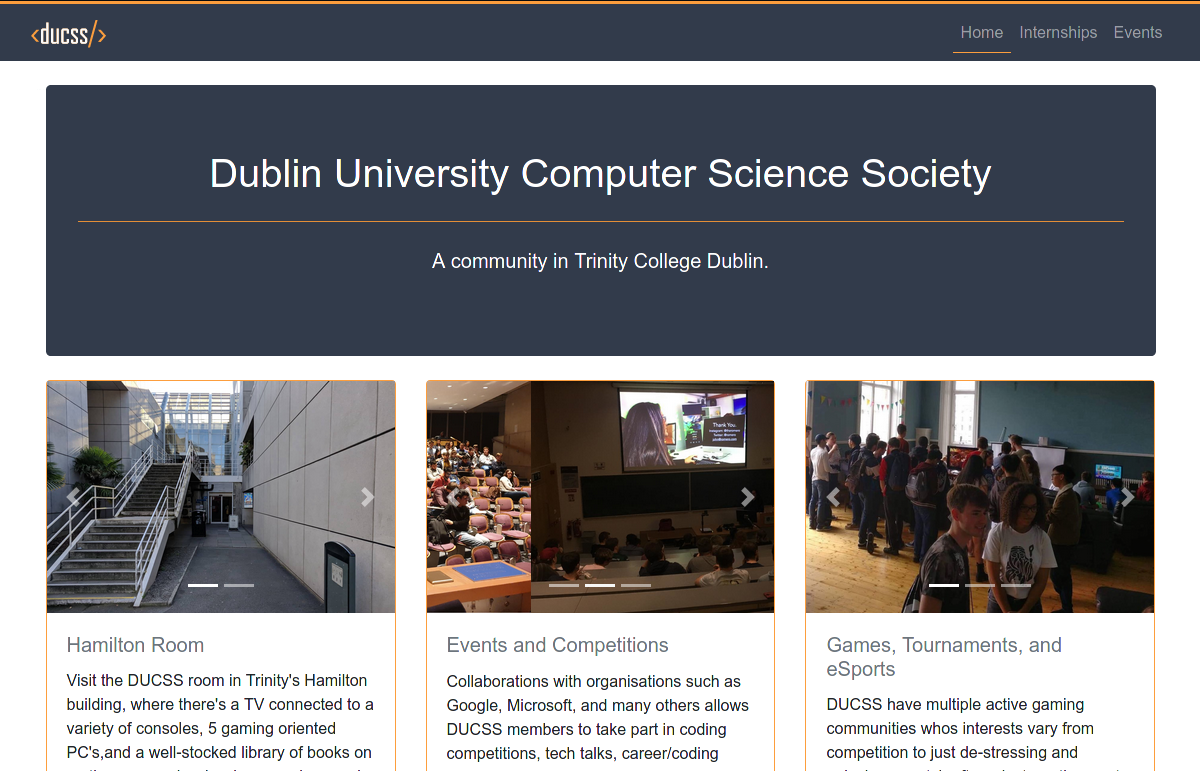 <ducss/>
Home Internships Events
Dublin University Computer Science Society
A community in Trinity College Dublin.
Thank You.
Hamilton Room
Visit the DUCSS room in Trinity's Hamilton
building, where there's a TV connected to a
variety of consoles, 5 gaming oriented
PC's,and a well-stocked library of books on
Events and Competitions
Collaborations with organisations such as
Google, Microsoft, and many others allows
DUCSS members to take part in coding
competitions, tech talks, career/coding
Games, Tournaments, and
eSports
DUCSS have multiple active gaming
communities whos interests vary from
competition to just de-stressing and